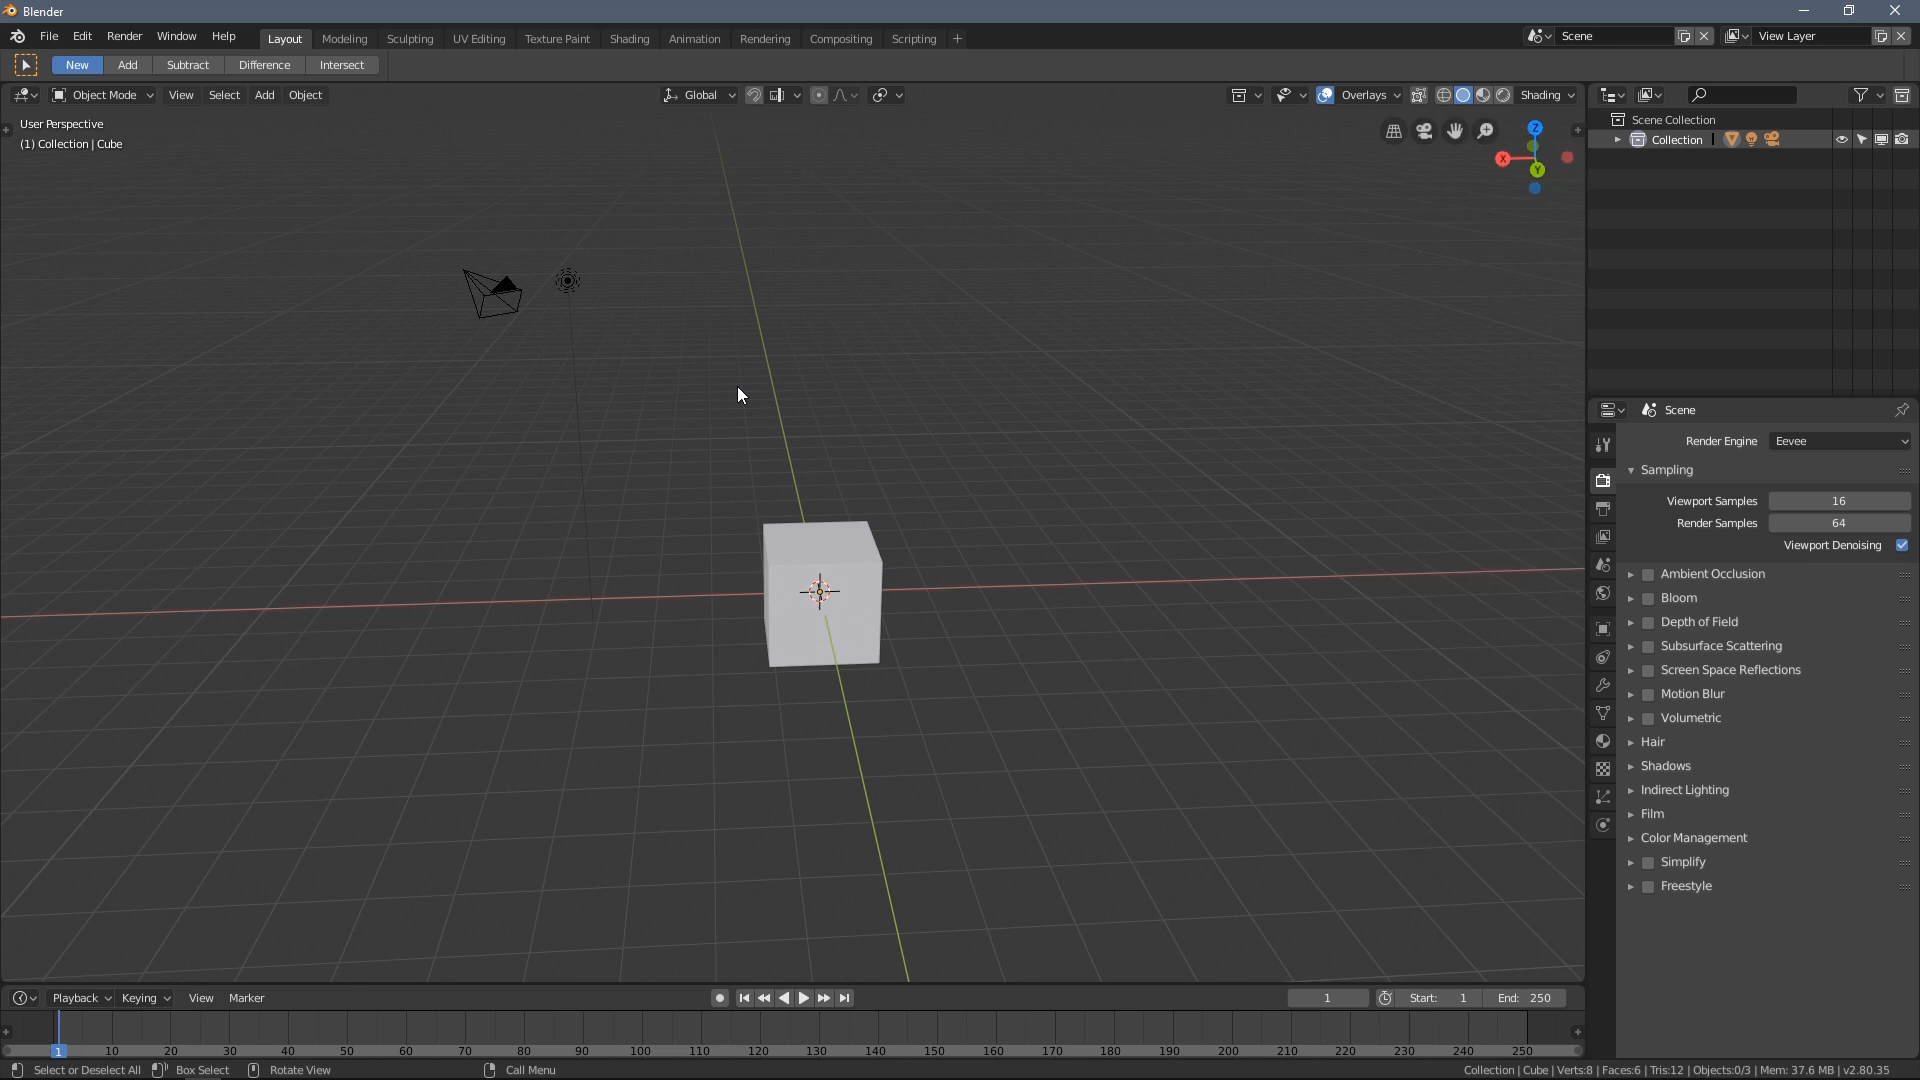 Blender
File Edit Render Window Help Layout Modeling Sculpting UV Editing Texture Paint Shading Animation Rendering Compositing Scripting + Scene View Layer
New Add Subtract Difference Intersect
Object Mode View Select Add Object Global Overlays Shading
User Perspective
(1) Collection | Cube
Z
X
Y
Scene Collection
Collection
Scene
Render Engine Eevee
Sampling
Viewport Samples 16
Render Samples 64
Viewport Denoising
Ambient Occlusion
Bloom
Depth of Field
Subsurface Scattering
Screen Space Reflections
Motion Blur
Volumetric
Hair
Shadows
Indirect Lighting
Film
Color Management
Simplify
Freestyle
Playback Keying View Marker 1 Start: 1 End: 250
1 10 20 30 40 50 60 70 80 90 100 110 120 130 140 150 160 170 180 190 200 210 220 230 240 250
Select or Deselect All Box Select Rotate View Call Menu Collection | Cube | Verts:8 | Faces:6 | Tris:12 | Objects:0/3 | Mem: 37.6 MB | v2.80.35